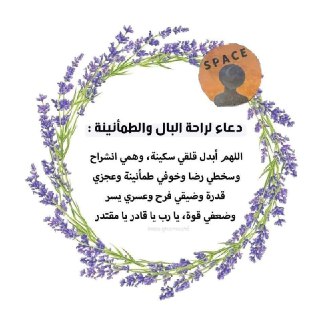 SPACE
دعاء لراحة البال والطمأنينة :
اللهم أبدل قلقي سكينة، وهمي انشراح
وسخطي رضا وخوفي طمأنينة وعجزي
قدرة وضيقي فرح وعسري يسر
وضعفي قوة، يا رب يا قادر يا مقتدر